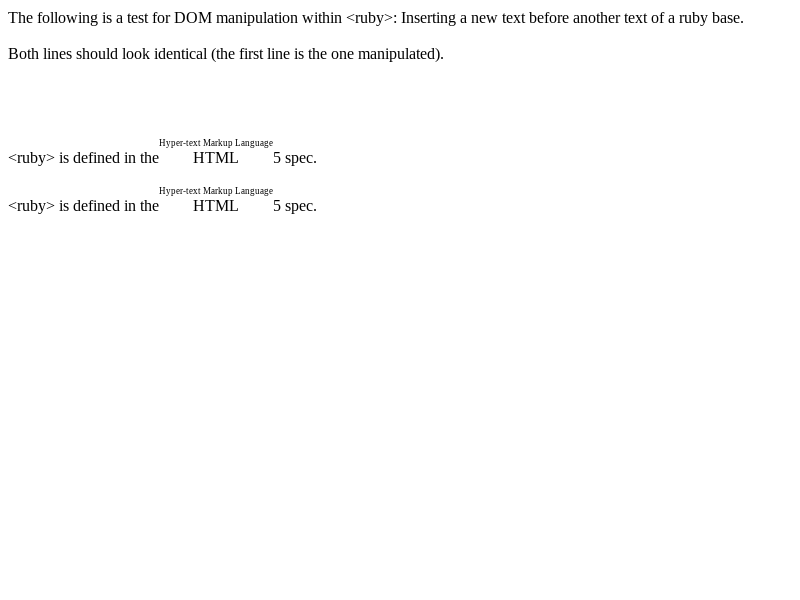 The following is a test for DOM manipulation within <ruby>: Inserting a new text before another text of a ruby base.
Both lines should look identical (the first line is the one manipulated).
Hyper-text Markup Language
<ruby> is defined in the HTML 5 spec.
Hyper-text Markup Language
<ruby> is defined in the HTML 5 spec.